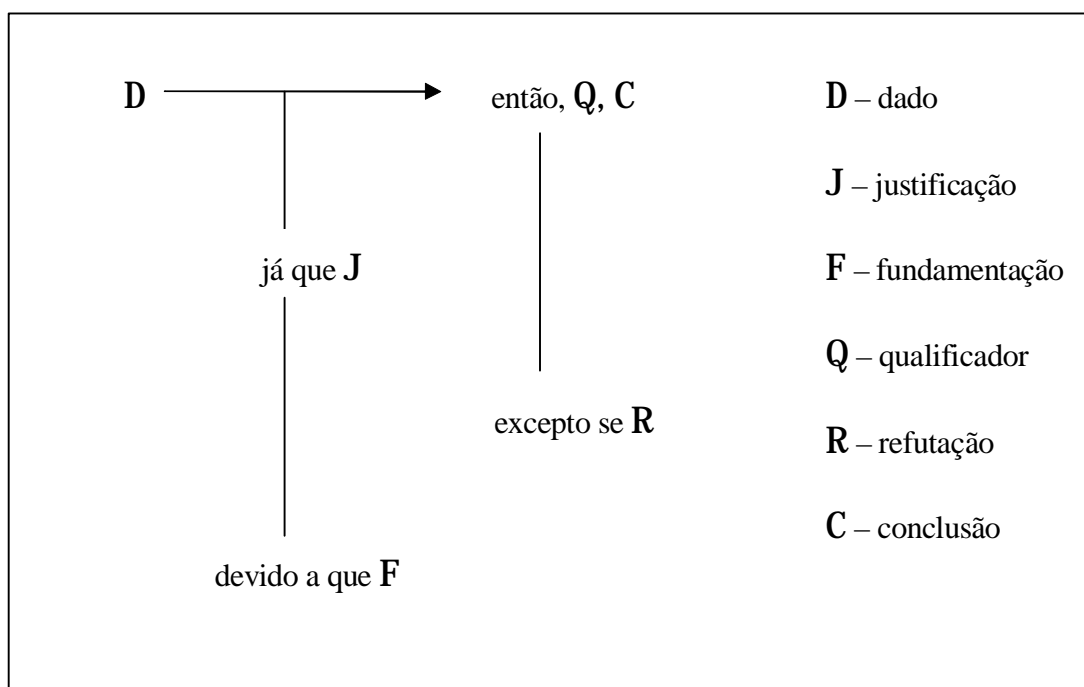 D
então, Q, C
já que J
excepto se R
devido a que F
D – dado
J – justificação
F – fundamentação
Q – qualificador
R – refutação
C – conclusão